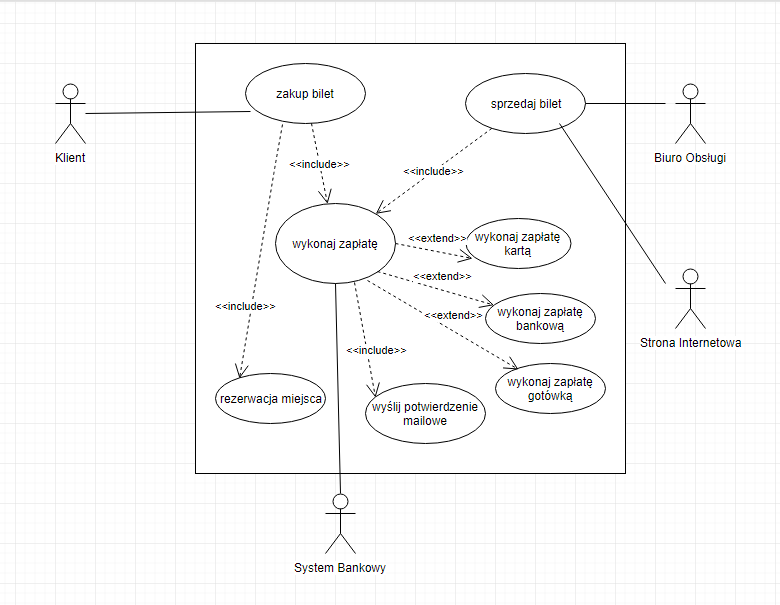 zakup bilet
sprzedaj bilet
Klient
Biuro Obsługi
<<include>>
<<include>>
wykonaj zapłatę
<<extend>>
wykonaj zapłatę
kartą
<<extend>>
wykonaj zapłatę
bankową
<<include>>
<<extend>>
Strona Internetowa
<<include>>
wykonaj zapłatę
gotówką
rezerwacja miejsca
wyślij potwierdzenie
mailowe
System Bankowy